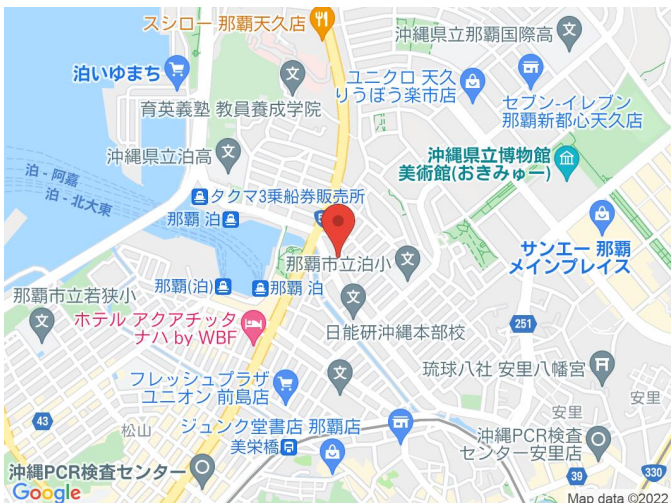 スシロー 那覇天久店
沖縄県立那覇国際高
泊いゆまち
ユニクロ 天久
りうぼう楽市店
育英義塾 教員養成学院
セブン-イレブン
那覇新都心天久店
沖縄県立泊高
沖縄県立博物館
美術館(おきみゅー)
泊 - 阿嘉
泊 - 北大東
タクマ3乗船券販売所
那覇 泊
サンエー 那覇
メインプレイス
那覇市立泊小
那覇(泊)
那覇 泊
那覇市立若狭小
日能研沖縄本部校
251
ホテル アクアチッタ
ナハ by WBF
琉球八社 安里八幡宮
フレッシュプラザ
ユニオン 前島店
安里
安里
43
松山
ジュンク堂書店 那覇店
美栄橋
沖縄PCR検査
センター安里店
沖縄PCR検査センター
39
330
Google
Map data ©2022